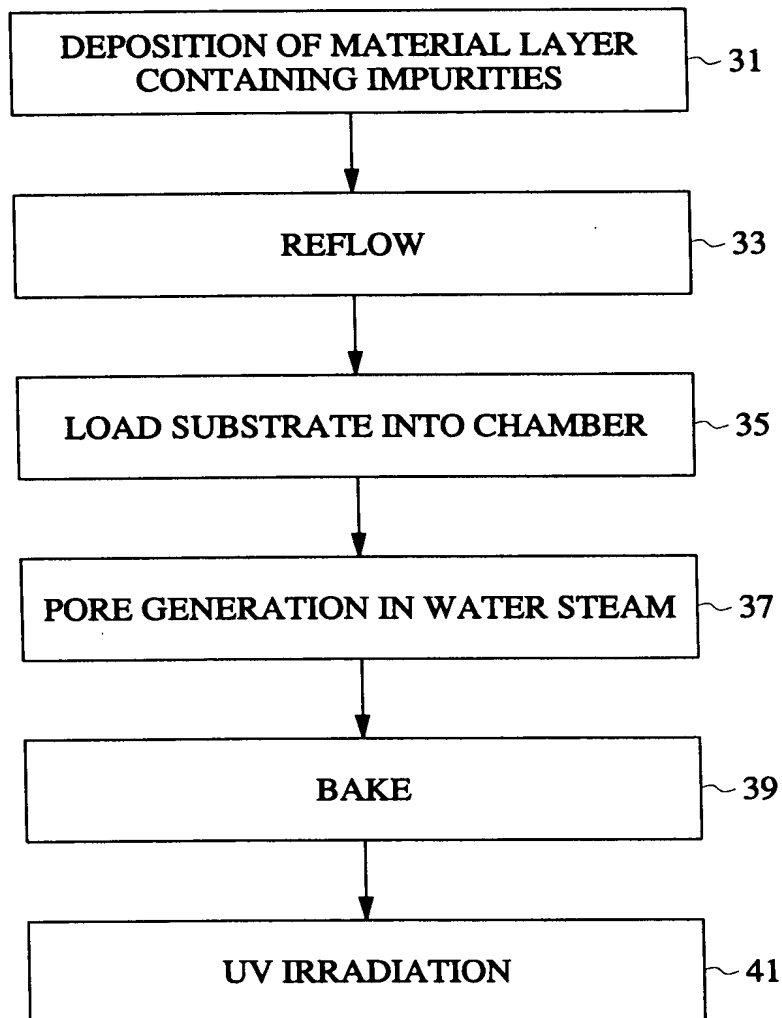 DEPOSITION OF MATERIAL LAYER
CONTAINING IMPURITIES
31
REFLOW
33
LOAD SUBSTRATE INTO CHAMBER
35
PORE GENERATION IN WATER STEAM
37
BAKE
39
UV IRRADIATION
41